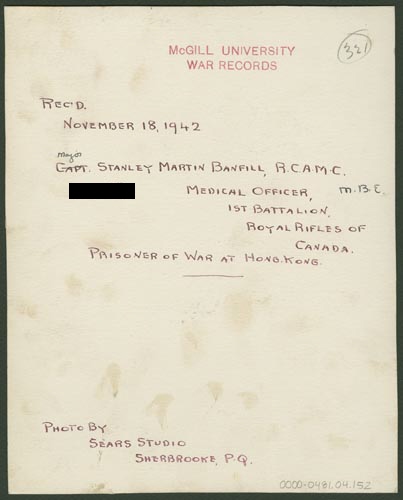 McGILL UNIVERSITY
WAR RECORDS
321
REC'D.
NOVEMBER 18, 1942
Major
CAPT. STANLEY MARTIN BANFILL, R.C.A.M.C.
MEDICAL OFFICER, M.B.E.
1ST BATTALION,
ROYAL RIFLES OF
CANADA.
PRISONER OF WAR AT HONG.KONG.
PHOTO BY
SEARS STUDIO
SHERBROOKE, P.Q.
0000-0481.04.152